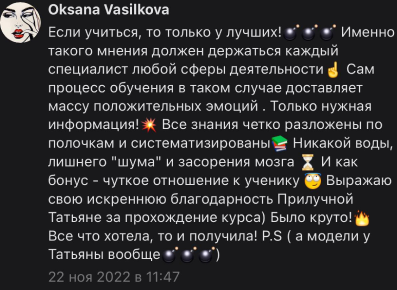 Oksana Vasilkova
Если учиться, то только у лучших!💣💣💣 Именно
такого мнения должен держаться каждый
специалист любой сферы деятельности☝️ Сам
процесс обучения в таком случае доставляет
массу положительных эмоций . Только нужная
информация!💥 Все знания четко разложены по
полочкам и систематизированы📚 Никакой воды,
лишнего "шума" и засорения мозга ⏳ И как
бонус - чуткое отношение к ученику 🙄 Выражаю
свою искреннюю благодарность Прилучной
Татьяне за прохождение курса) Было круто!🔥
Все что хотела, то и получила! P.S ( а модели у
Татьяны вообще💣💣💣)
22 ноя 2022 в 11:47